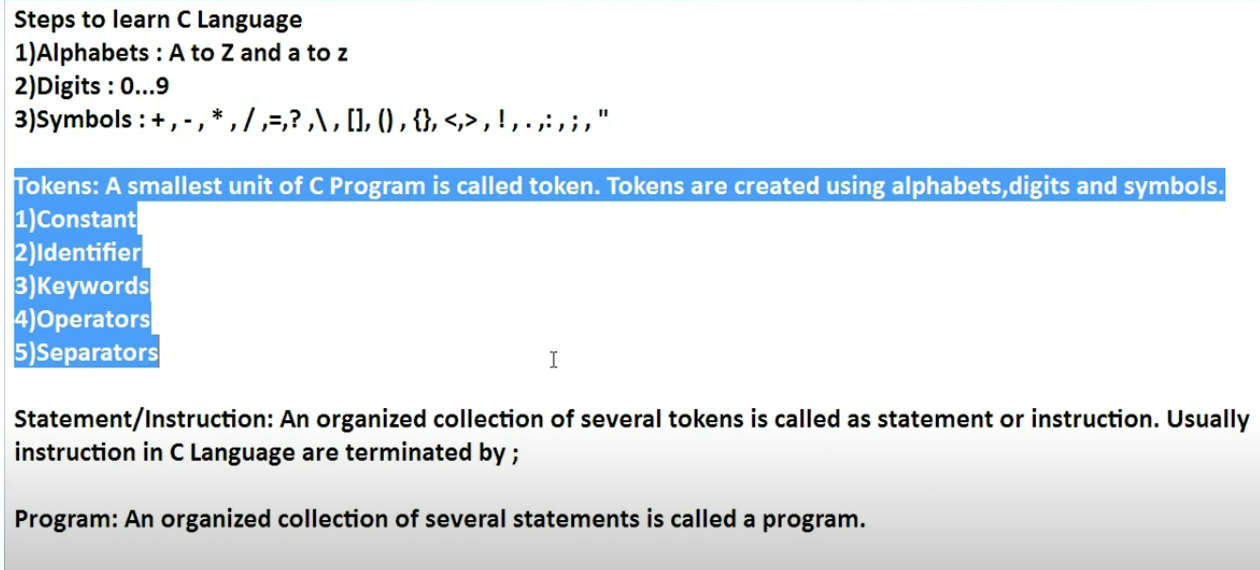 Steps to learn C Language
1)Alphabets : A to Z and a to z
2)Digits : 0...9
3)Symbols : + , - , * , / ,=,? ,\ , [], () , {}, <,> , ! , . ,: , ; , "
Tokens: A smallest unit of C Program is called token. Tokens are created using alphabets,digits and symbols.
1)Constant
2)Identifier
3)Keywords
4)Operators
5)Separators
Statement/Instruction: An organized collection of several tokens is called as statement or instruction. Usually
instruction in C Language are terminated by ;
Program: An organized collection of several statements is called a program.